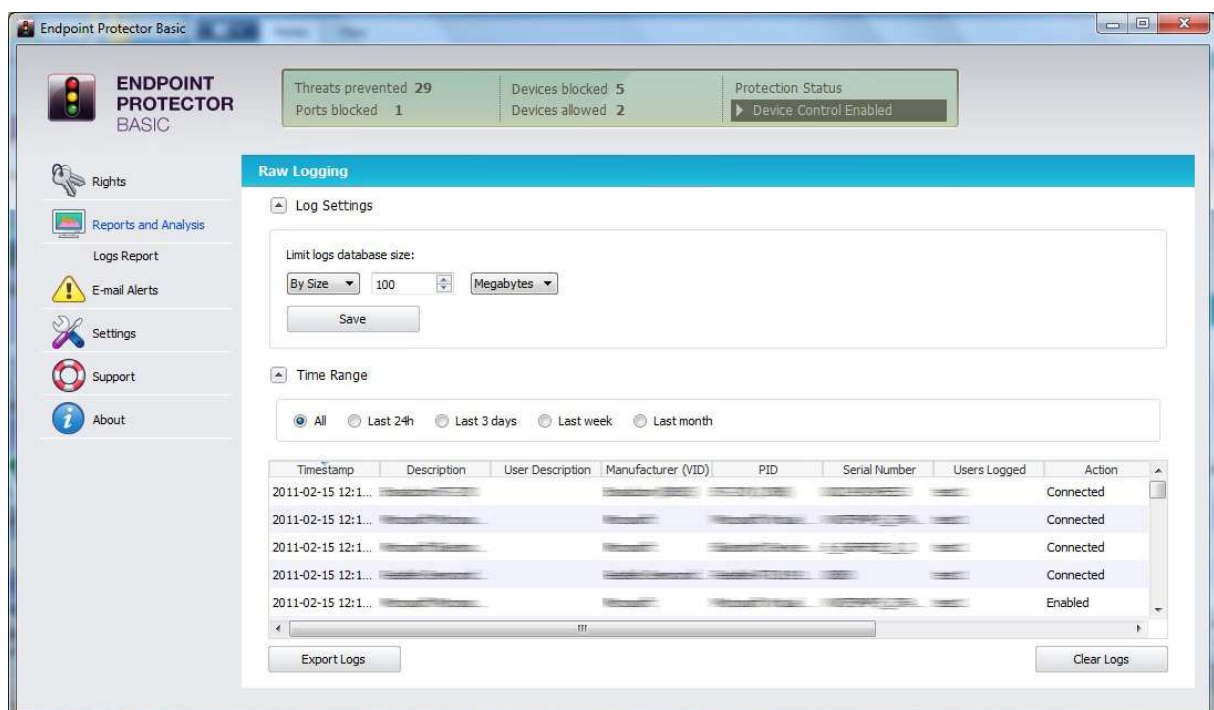 Endpoint Protector Basic
ENDPOINT
PROTECTOR
BASIC
Threats prevented 29
Ports blocked 1
Devices blocked 5
Devices allowed 2
Protection Status
Device Control Enabled
Rights
Reports and Analysis
Logs Report
E-mail Alerts
Settings
Support
About
Raw Logging
Log Settings
Limit logs database size:
By Size 100 Megabytes
Save
Time Range
All Last 24h Last 3 days Last week Last month
Timestamp Description User Description Manufacturer (VID) PID Serial Number Users Logged Action
2011-02-15 12:1... Connected
2011-02-15 12:1... Connected
2011-02-15 12:1... Connected
2011-02-15 12:1... Connected
2011-02-15 12:1... Enabled
Export Logs Clear Logs